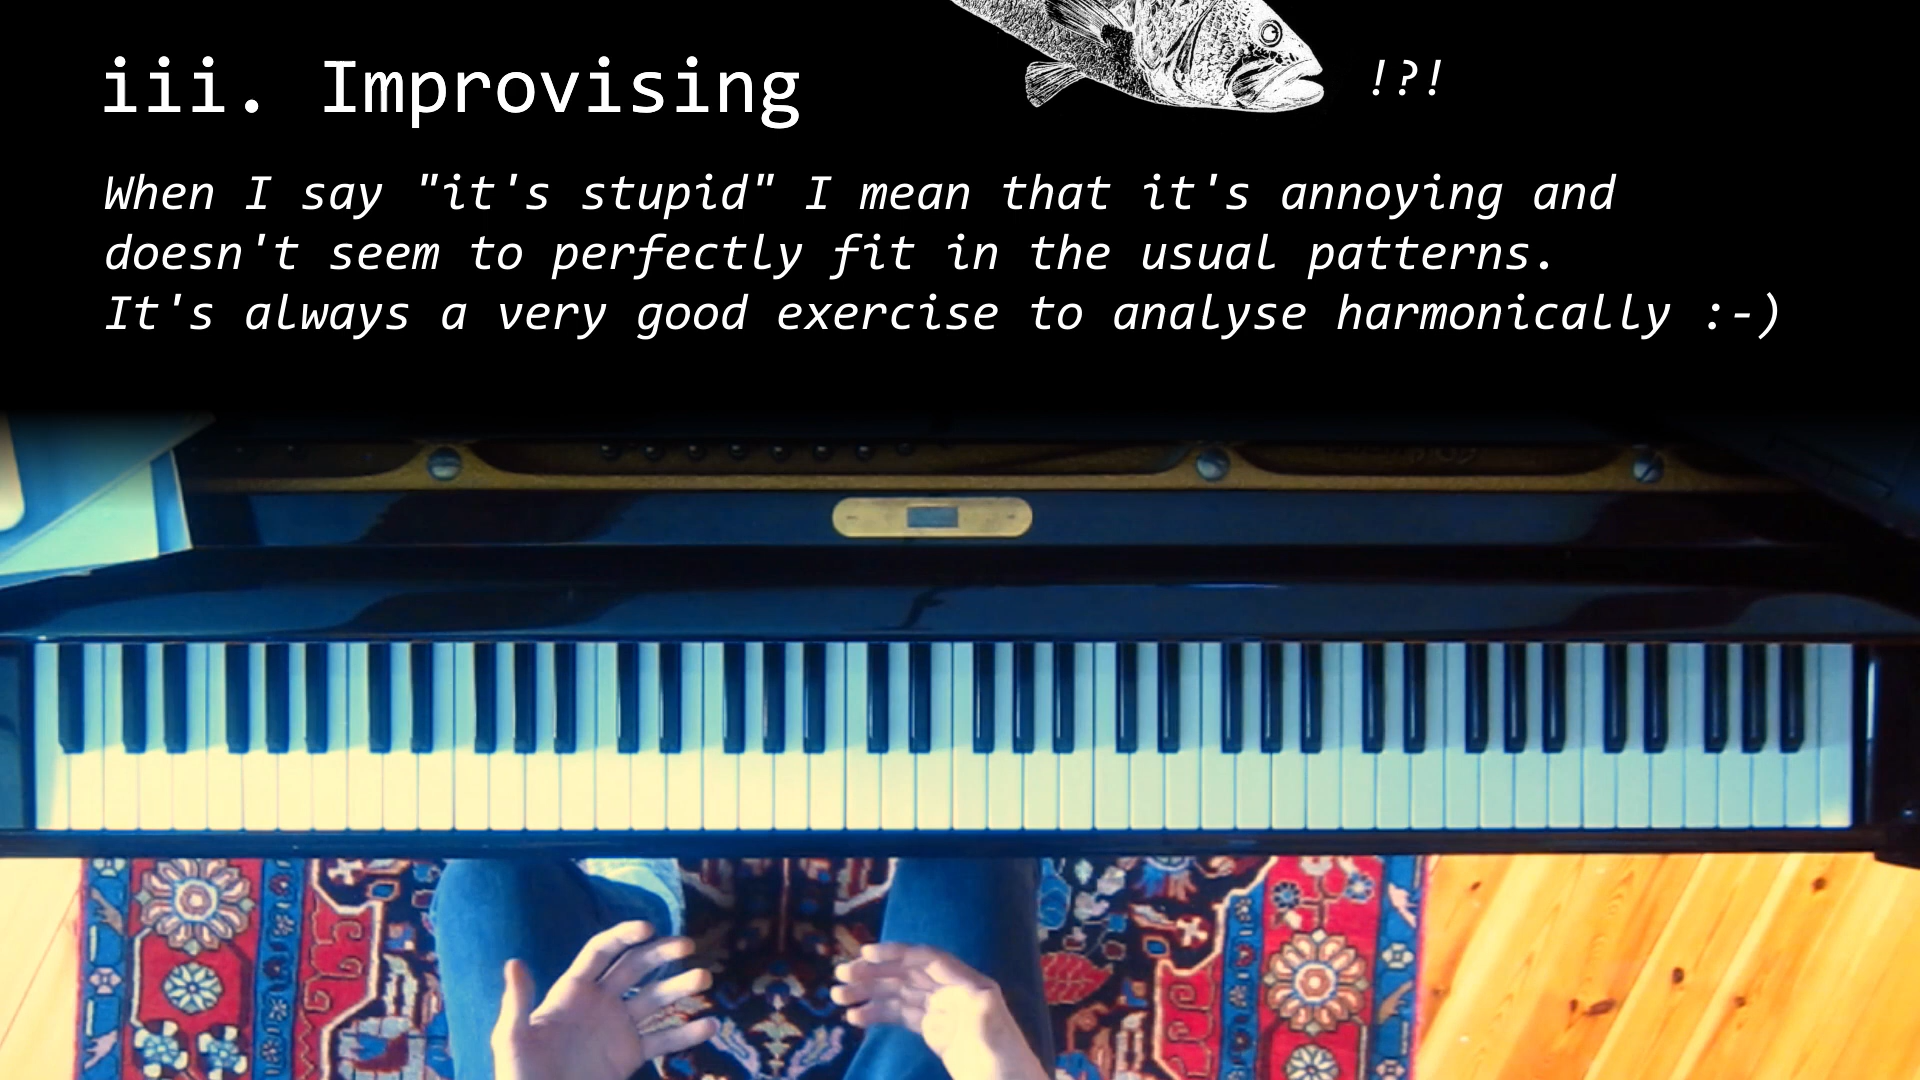 iii. Improvising
!?!
When I say "it's stupid" I mean that it's annoying and
doesn't seem to perfectly fit in the usual patterns.
It's always a very good exercise to analyse harmonically :-)